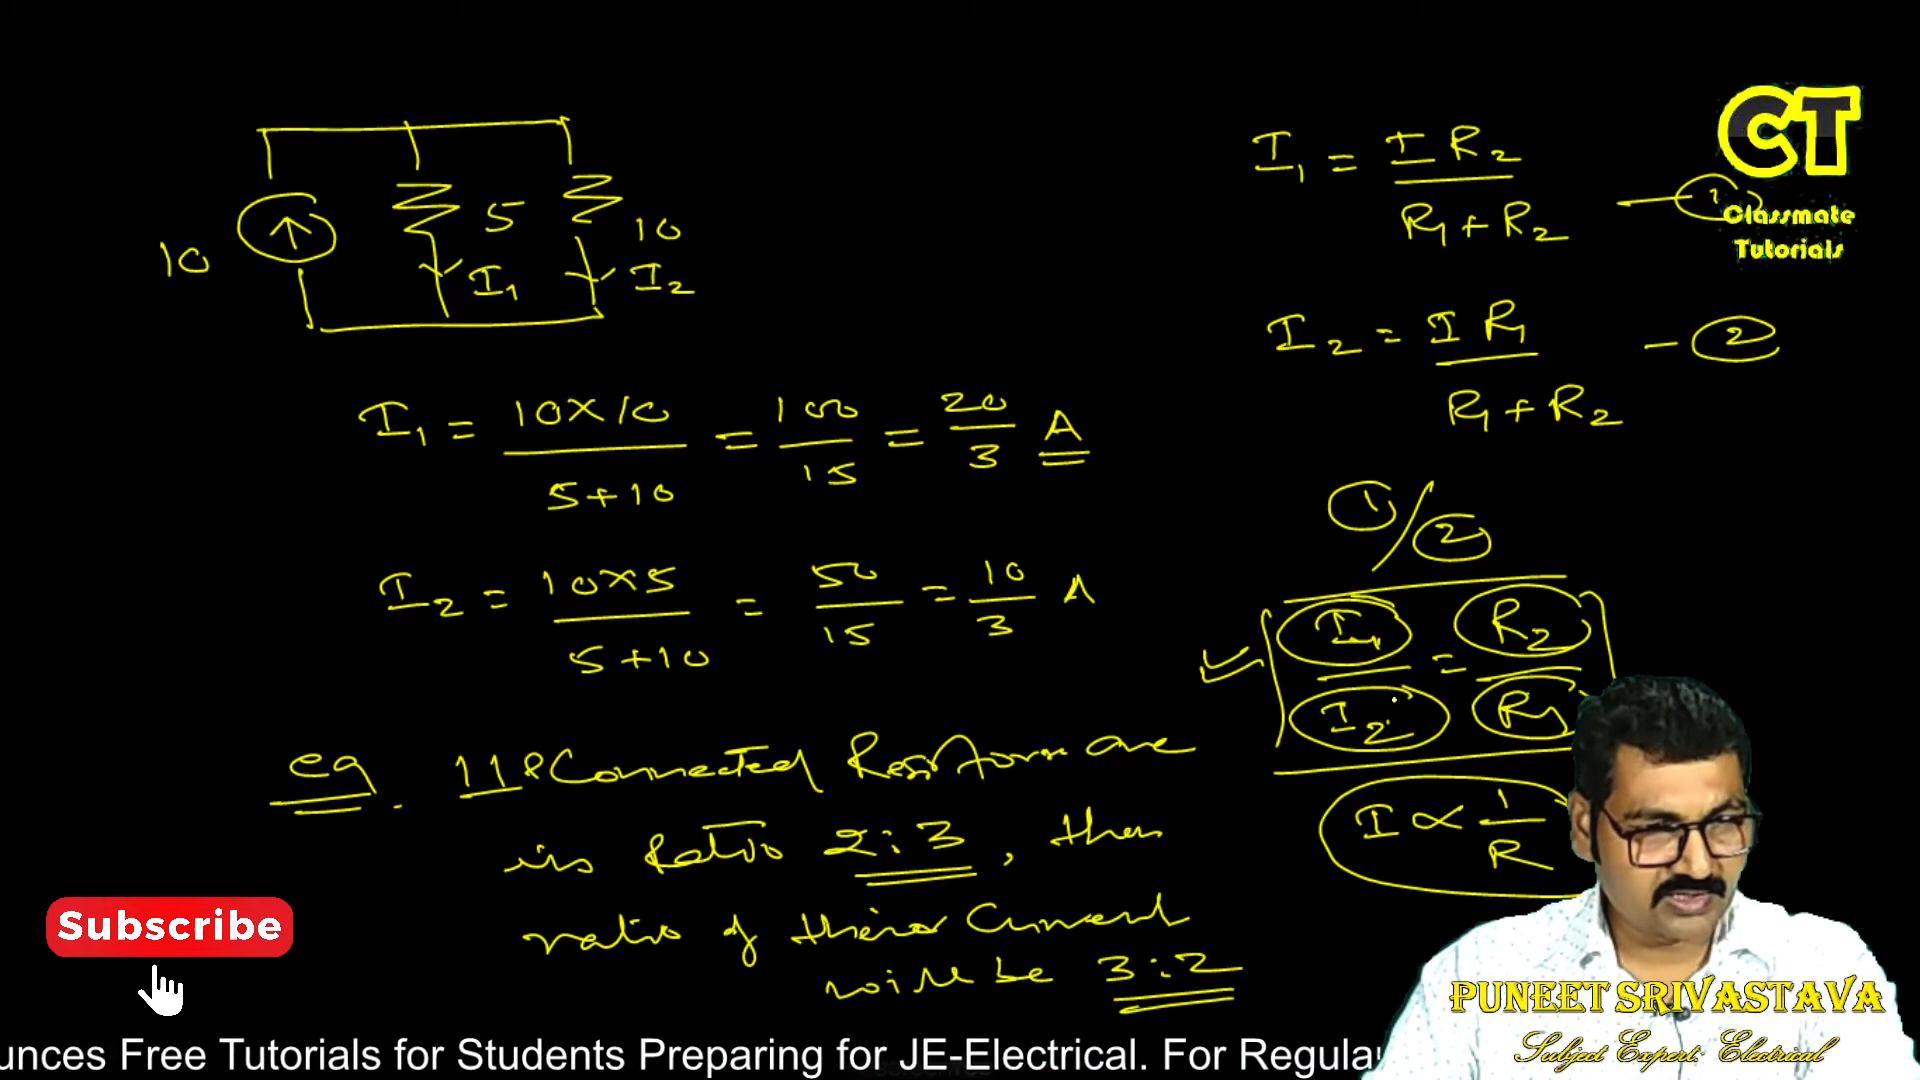 10
5
I₁
10
I₂
I₁ = I R₂ / R₁ + R₂ — ①
CT
Classmate
Tutorials
I₂ = I R₁ / R₁ + R₂ — ②
I₁ = 10×10 / 5+10 = 100 / 15 = 20 / 3 A
①/②
I₂ = 10×5 / 5+10 = 50 / 15 = 10 / 3 A
I₁ / I₂ = R₂ / R₁
I ∝ 1 / R
eg. Connected Resistors are
in Ratio 2:3, then
ratio of their Current
will be 3:2
Subscribe
PUNEET SRIVASTAVA
Subject Expert: Electrical
unces Free Tutorials for Students Preparing for JE-Electrical. For Regula